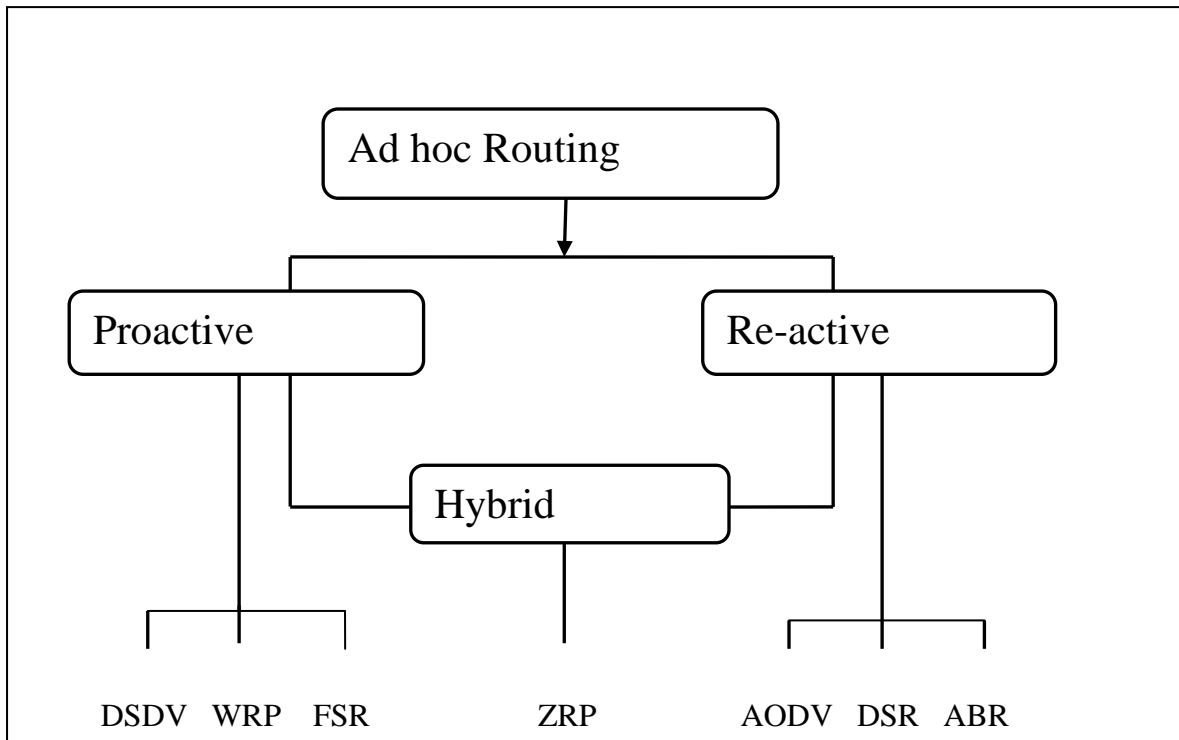 Ad hoc Routing
Proactive
Re-active
Hybrid
DSDV WRP FSR ZRP AODV DSR ABR